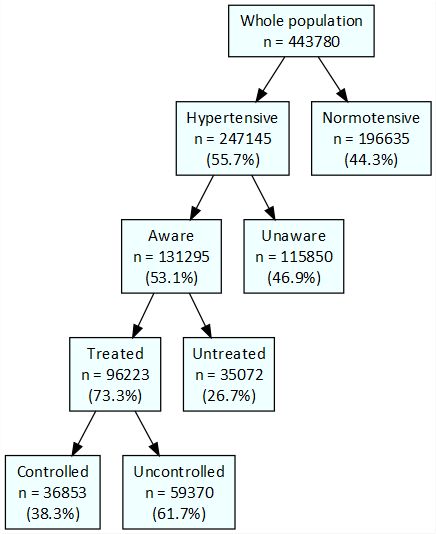 Whole population
n = 443780
Hypertensive
n = 247145
(55.7%)
Normotensive
n = 196635
(44.3%)
Aware
n = 131295
(53.1%)
Unaware
n = 115850
(46.9%)
Treated
n = 96223
(73.3%)
Untreated
n = 35072
(26.7%)
Controlled
n = 36853
(38.3%)
Uncontrolled
n = 59370
(61.7%)